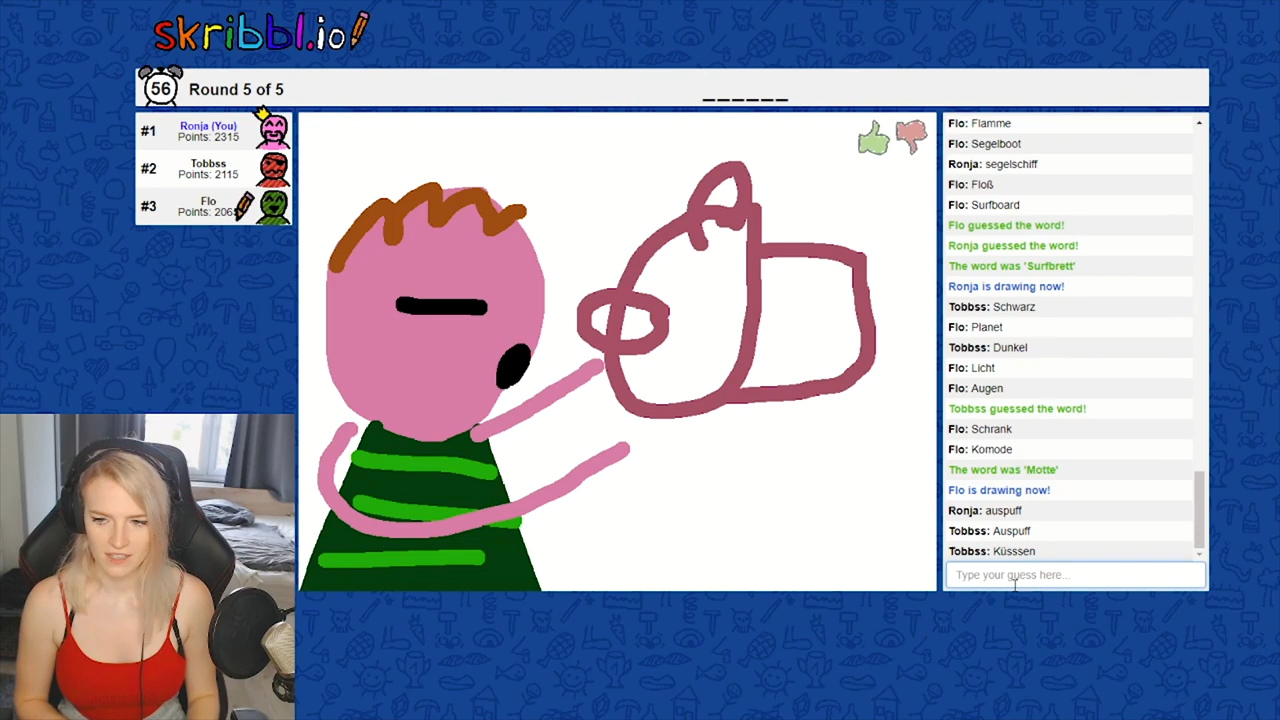 skribbl.io!
56
Round 5 of 5
______
#1
Ronja (You)
Points: 2315
#2
Tobbss
Points: 2115
#3
Flo
Points: 2065
Flo: Flamme
Flo: Segelboot
Ronja: segelschiff
Flo: Floß
Flo: Surfboard
Flo guessed the word!
Ronja guessed the word!
The word was 'Surfbrett'
Ronja is drawing now!
Tobbss: Schwarz
Flo: Planet
Tobbss: Dunkel
Flo: Licht
Flo: Augen
Tobbss guessed the word!
Flo: Schrank
Flo: Komode
The word was 'Motte'
Flo is drawing now!
Ronja: auspuff
Tobbss: Auspuff
Tobbss: Küsssen
Type your guess here...